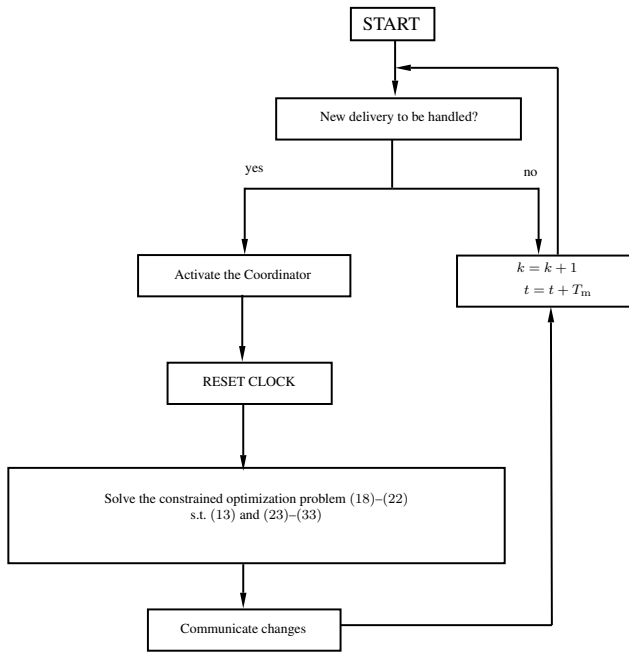 START
New delivery to be handled?
yes
no
Activate the Coordinator
k = k + 1
t = t + Tm
RESET CLOCK
Solve the constrained optimization problem (18)–(22)
s.t. (13) and (23)–(33)
Communicate changes